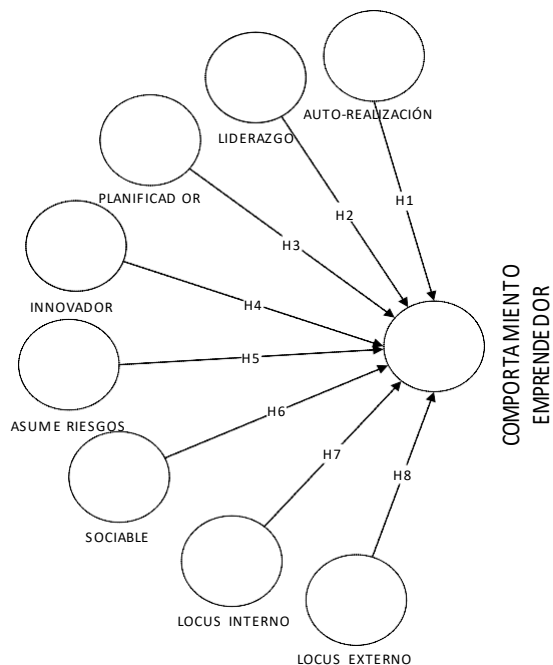 AUTO-REALIZACIÓN
LIDERAZGO
PLANIFICAD OR
H1
H2
H3
INNOVADOR
H4
H5
ASUME RIESGOS
H6
SOCIABLE
H7
H8
LOCUS INTERNO
LOCUS EXTERNO
COMPORTAMIENTO
EMPRENDEDOR